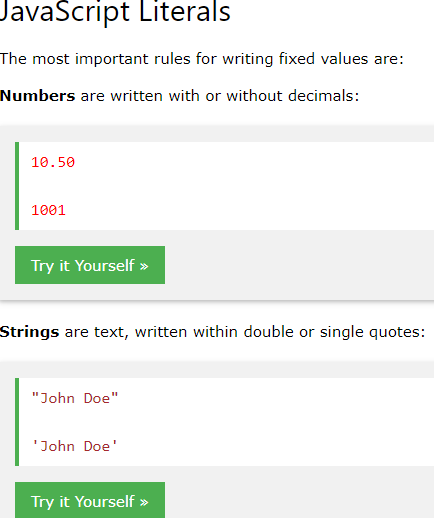 JavaScript Literals
The most important rules for writing fixed values are:
Numbers are written with or without decimals:
10.50
1001
Try it Yourself »
Strings are text, written within double or single quotes:
"John Doe"
'John Doe'
Try it Yourself »